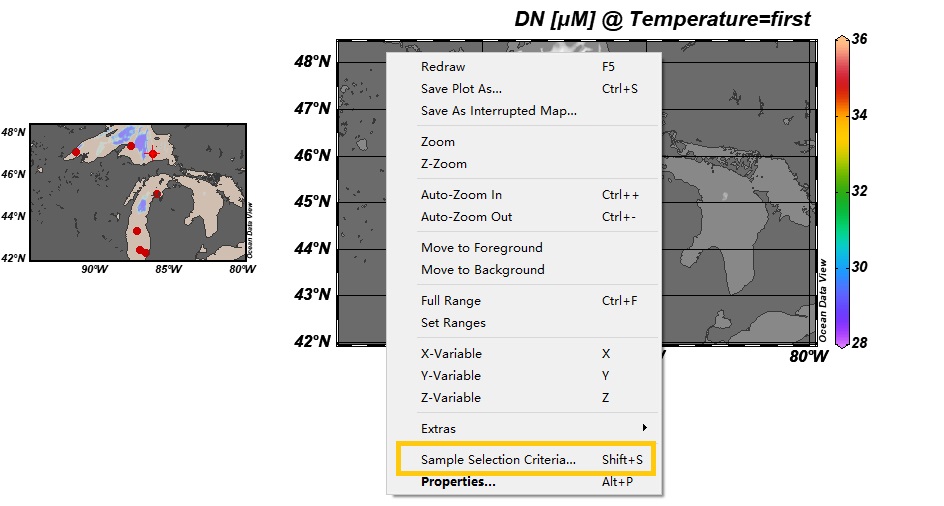 DN [µM] @ Temperature=first
48°N
47°N
46°N
45°N
44°N
43°N
42°N
80°W
Ocean Data View
36
34
32
30
28
48°N
46°N
44°N
42°N
90°W
85°W
80°W
Ocean Data View
Redraw F5
Save Plot As... Ctrl+S
Save As Interrupted Map...
Zoom
Z-Zoom
Auto-Zoom In Ctrl++
Auto-Zoom Out Ctrl+-
Move to Foreground
Move to Background
Full Range Ctrl+F
Set Ranges
X-Variable X
Y-Variable Y
Z-Variable Z
Extras
Sample Selection Criteria... Shift+S
Properties... Alt+P